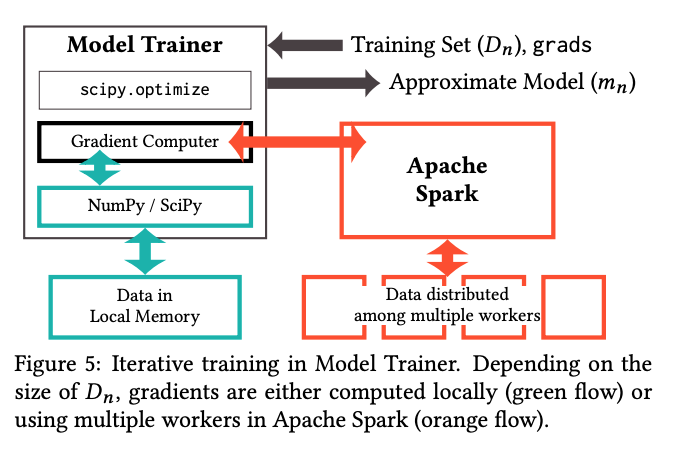 Model Trainer
Training Set (Dn), grads
scipy.optimize
Approximate Model (mn)
Gradient Computer
Apache
Spark
NumPy / SciPy
Data in
Local Memory
Data distributed
among multiple workers
Figure 5: Iterative training in Model Trainer. Depending on the
size of Dn, gradients are either computed locally (green flow) or
using multiple workers in Apache Spark (orange flow).